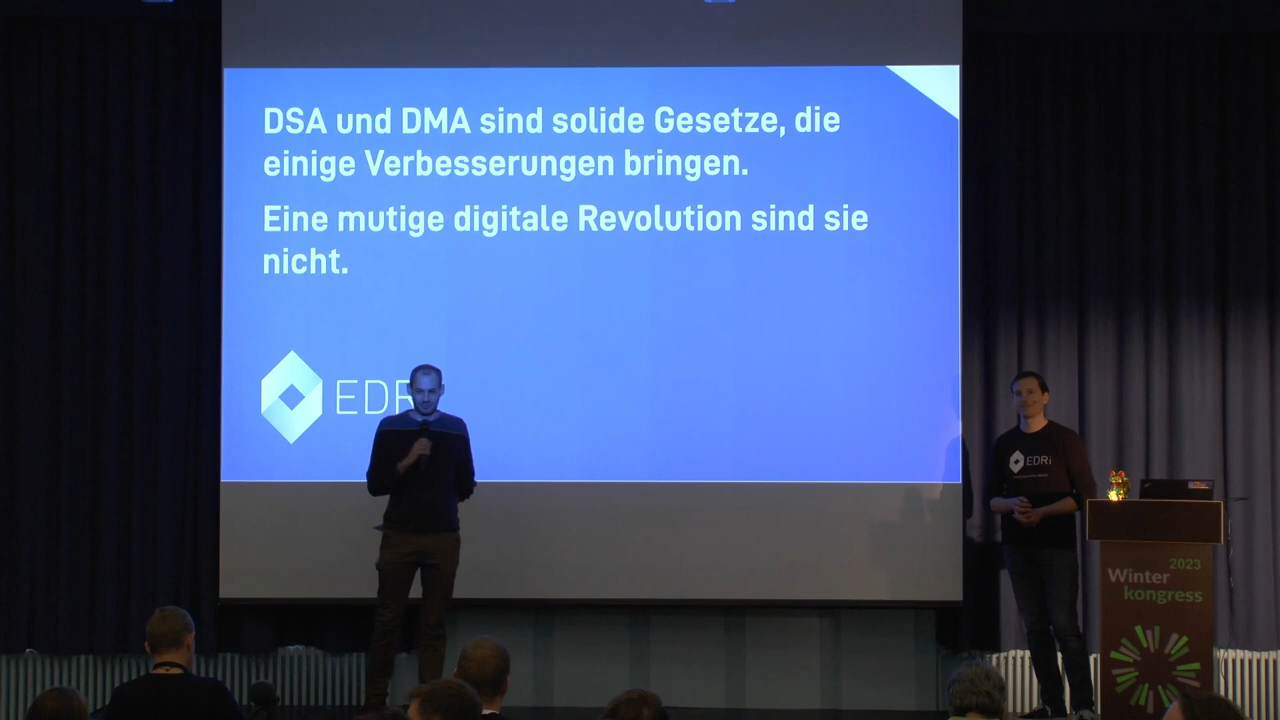 DSA und DMA sind solide Gesetze, die
einige Verbesserungen bringen.
Eine mutige digitale Revolution sind sie
nicht.
EDR
EDRi
2023
Winter
kongress